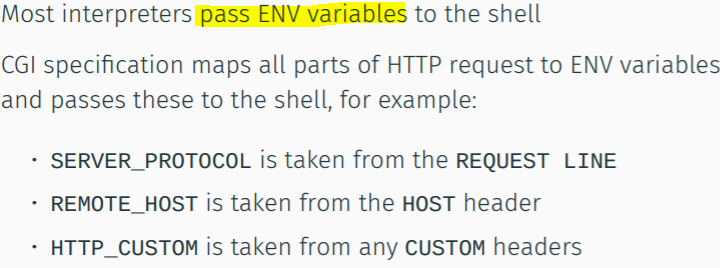 Most interpreters pass ENV variables to the shell
CGI specification maps all parts of HTTP request to ENV variables
and passes these to the shell, for example:
· SERVER_PROTOCOL is taken from the REQUEST LINE
· REMOTE_HOST is taken from the HOST header
· HTTP_CUSTOM is taken from any CUSTOM headers